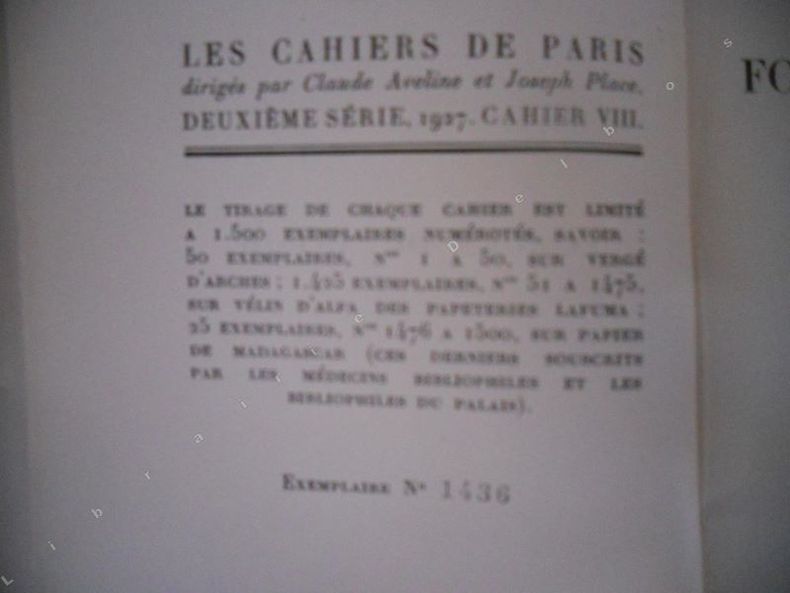 LES CAHIERS DE PARIS
dirigés par Claude Aveline et Joseph Place.
DEUXIÈME SÉRIE, 1927. CAHIER VIII.
LE TIRAGE DE CHAQUE CAHIER EST LIMITÉ
A 1.500 EXEMPLAIRES NUMÉROTÉS, SAVOIR :
50 EXEMPLAIRES, Nos 1 A 50, SUR VERGÉ
D'ARCHES ; 1.425 EXEMPLAIRES, Nos 51 A 1475,
SUR VÉLIN D'ALFA DES PAPETERIES LAFUMA ;
25 EXEMPLAIRES, Nos 1476 A 1500, SUR PAPIER
DE MADAGASCAR (CES DERNIERS SOUSCRITS
PAR LES MÉDECINS BIBLIOPHILES ET LES
BIBLIOPHILES DU PALAIS).
EXEMPLAIRE No 1436
FO
Librairie Delbos